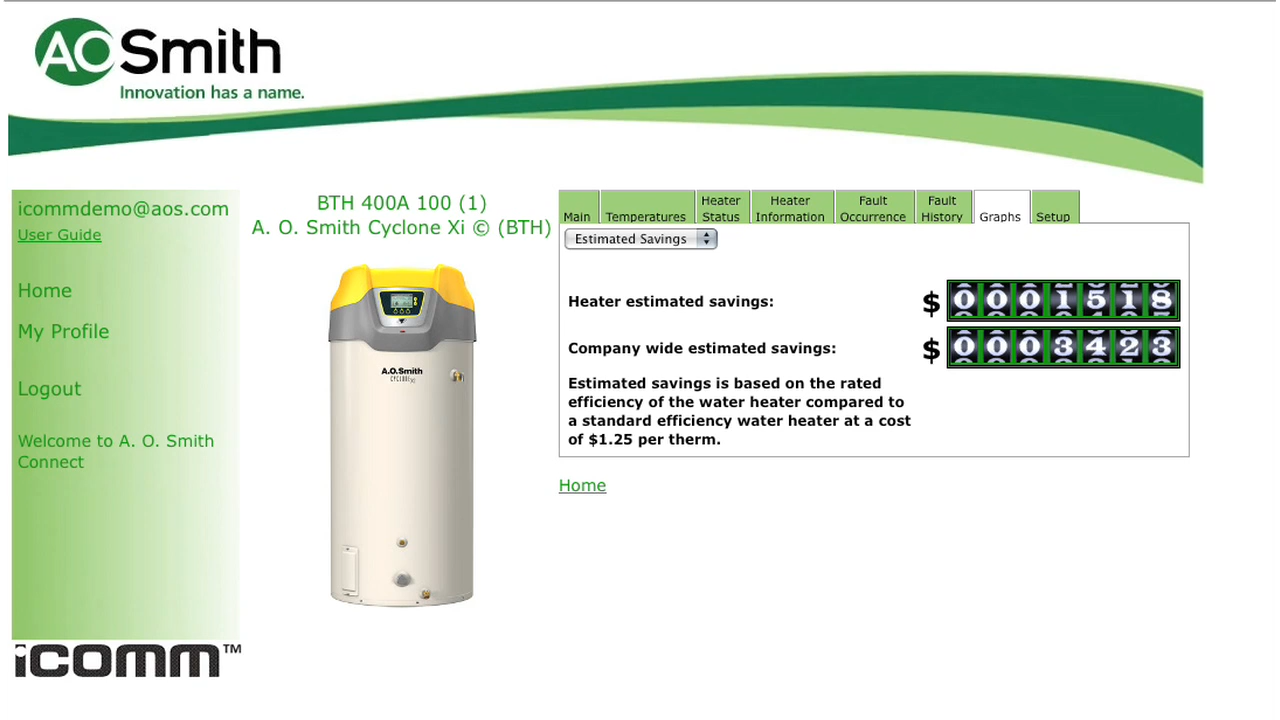 AO Smith
Innovation has a name.
icommdemo@aos.com
User Guide
Home
My Profile
Logout
Welcome to A. O. Smith
Connect
icomm™
BTH 400A 100 (1)
A. O. Smith Cyclone Xi © (BTH)
A.O.Smith
CYCLONE Xi
Main
Temperatures
Heater
Status
Heater
Information
Fault
Occurrence
Fault
History
Graphs
Setup
Estimated Savings
Heater estimated savings:
$ 0001518
Company wide estimated savings:
$ 0003423
Estimated savings is based on the rated
efficiency of the water heater compared to
a standard efficiency water heater at a cost
of $1.25 per therm.
Home